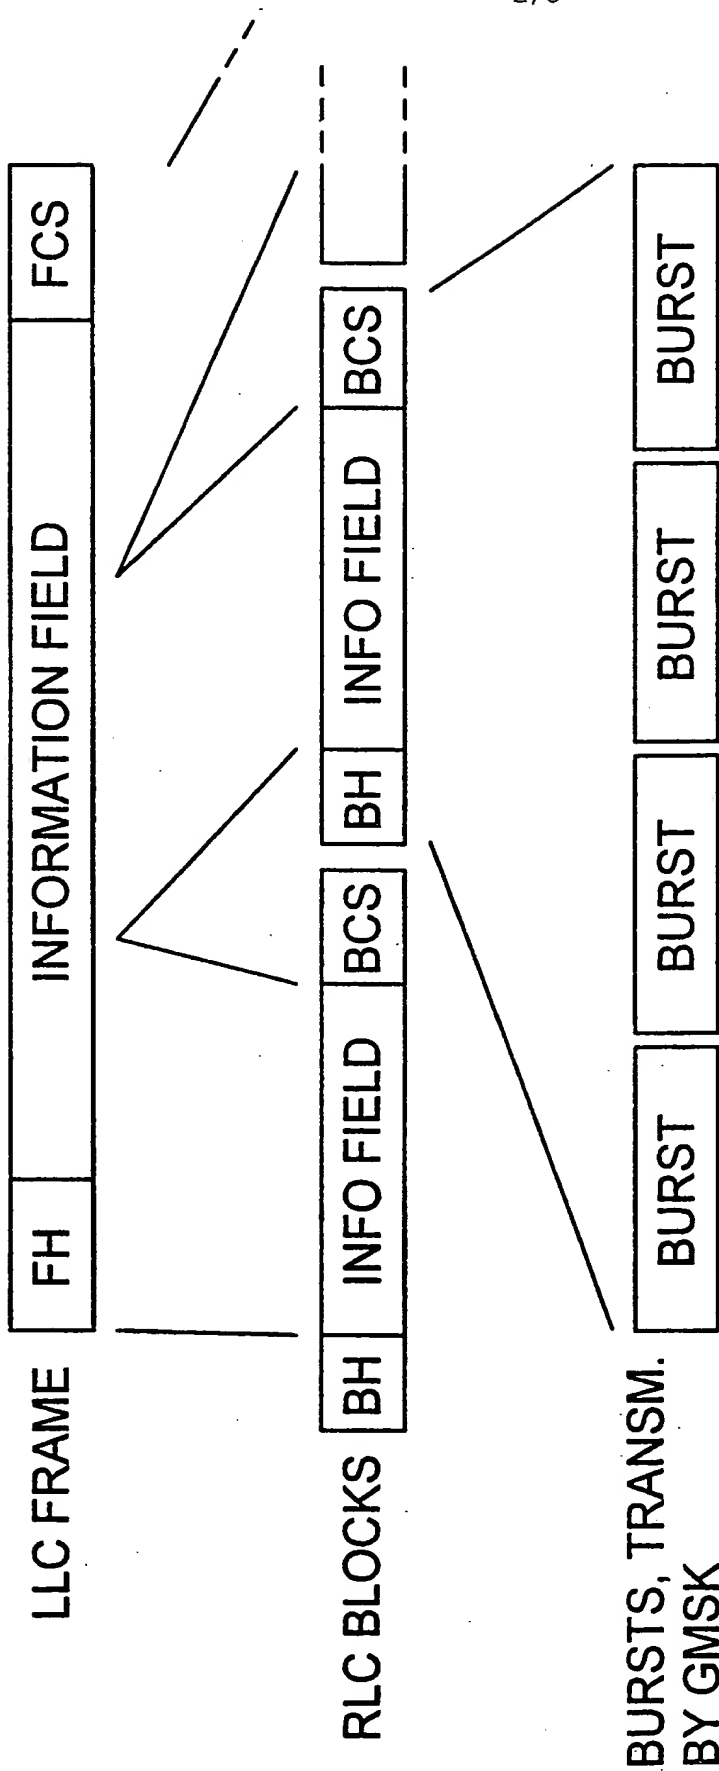 LLC FRAME
FH INFORMATION FIELD FCS
RLC BLOCKS
BH INFO FIELD BCS BH INFO FIELD BCS
BURSTS, TRANSM.
BY GMSK
BURST BURST BURST BURST